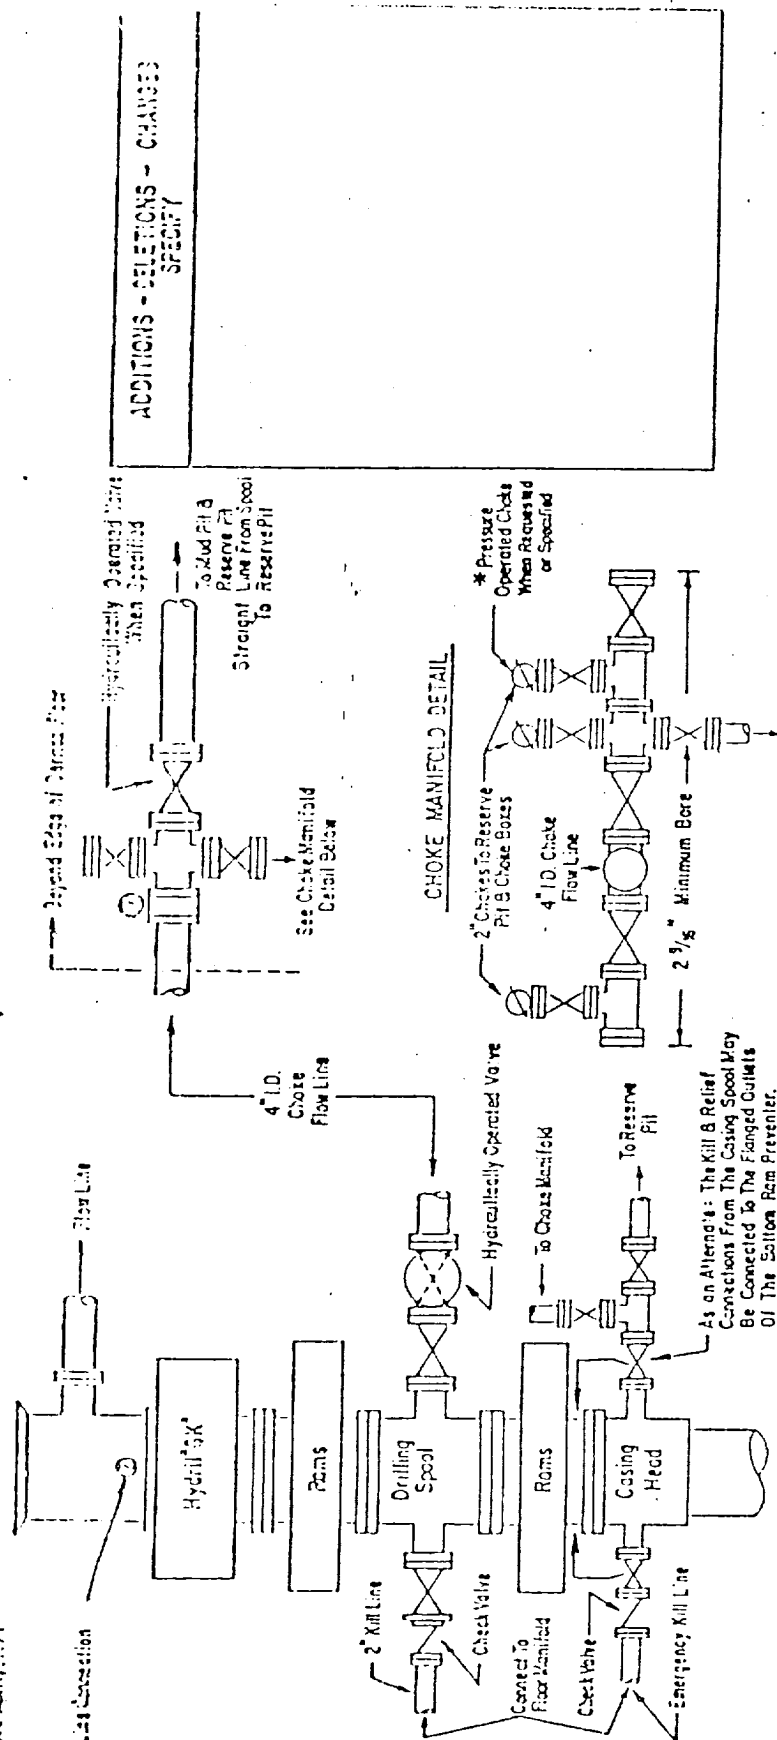 ADDITIONS - DELETIONS - CHANGES
SPECIFY
Beyond Edge of Derrick Floor
Hydraulically Operated Valve
When Specified
To Mud Pit &
Reserve Pit
Straight Line From Spool
To Reserve Pit
See Choke Manifold
Detail Below
Flow Line
4" I.D.
Choke
Flow Line
Connection
Hydril "GK"
Rams
Drilling
Spool
2" Kill Line
Check Valve
Hydraulically Operated Valve
Rams
Connect To
Floor Manifold
To Choke Manifold
To Reserve
Pit
Casing
Head
Check Valve
Emergency Kill Line
As an Alternate: The Kill & Relief
Connections From The Casing Spool May
Be Connected To The Flanged Outlets
Of The Bottom Ram Preventer.
CHOKE MANIFOLD DETAIL
* Pressure
Operated Choke
When Requested
or Specified
2" Chokes To Reserve
Pit & Choke Boxes
4" I.D. Choke
Flow Line
2 9/16" Minimum Bore